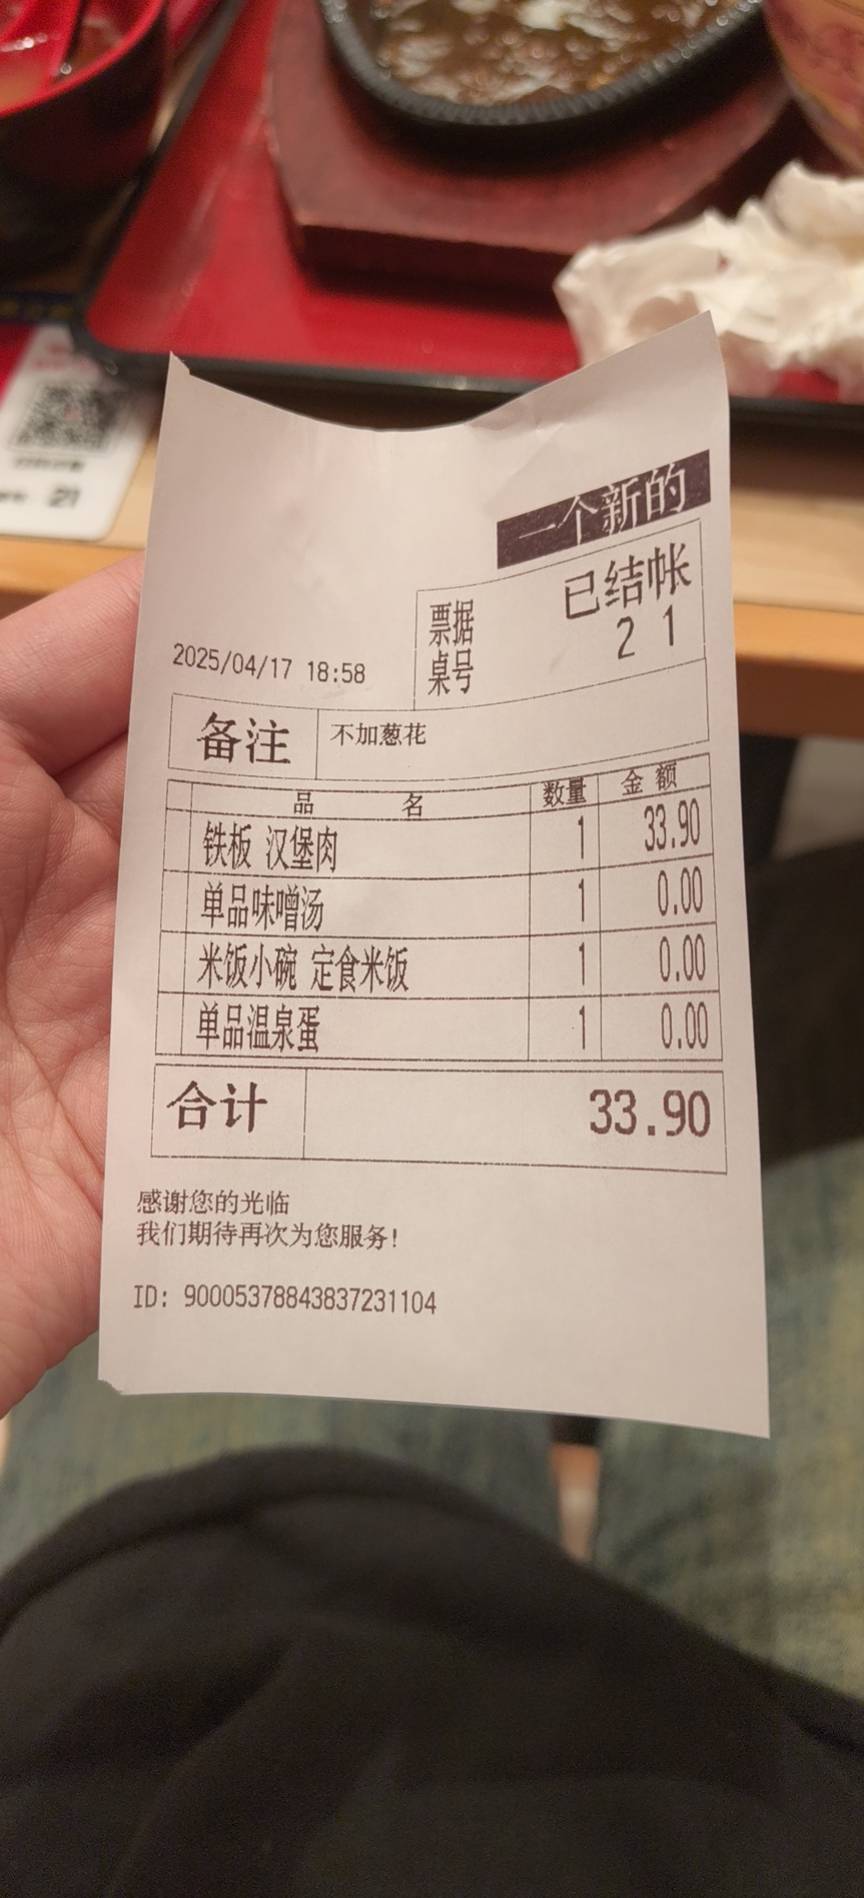 一个新的
票据 已结帐
桌号 21
2025/04/17 18:58
备注 不加葱花
品名 数量 金额
铁板 汉堡肉 1 33.90
单品味噌汤 1 0.00
米饭小碗 定食米饭 1 0.00
单品温泉蛋 1 0.00
合计 33.90
感谢您的光临
我们期待再次为您服务!
ID: 90005378843837231104
21